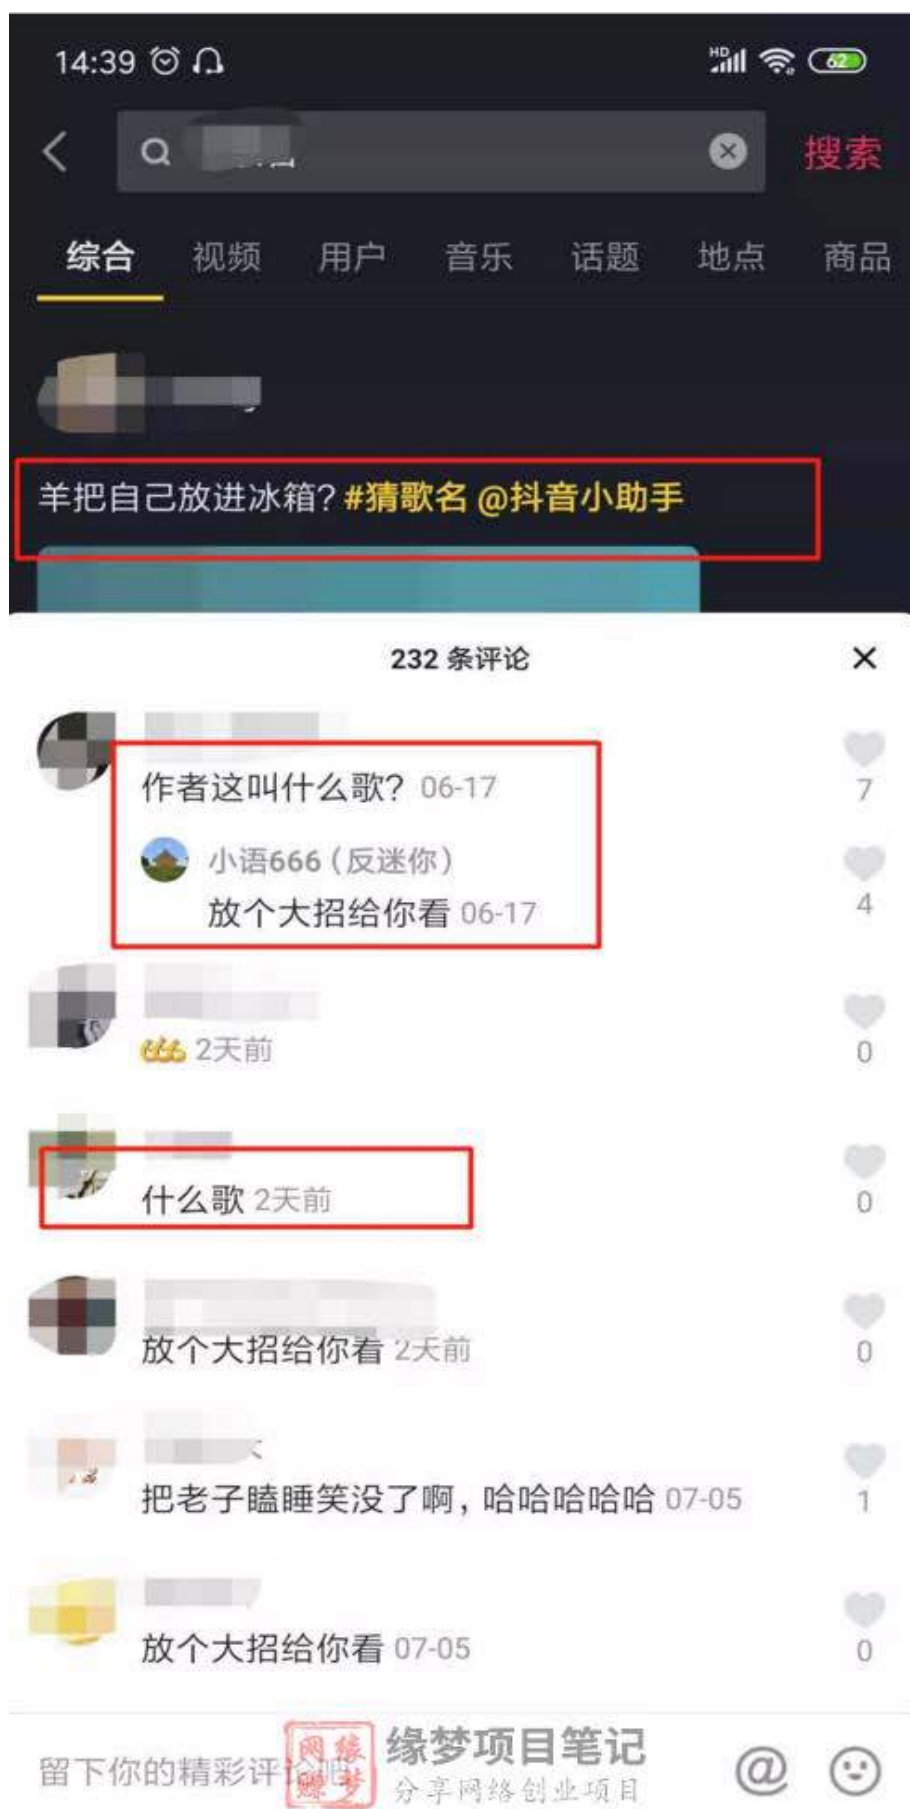 14:39
HD
62
搜索
综合 视频 用户 音乐 话题 地点 商品
羊把自己放进冰箱? #猜歌名 @抖音小助手
232 条评论
作者这叫什么歌? 06-17
7
小语666 (反迷你)
放个大招给你看 06-17
4
666 2天前
0
什么歌 2天前
0
放个大招给你看 2天前
0
把老子瞌睡笑没了啊, 哈哈哈哈哈 07-05
1
放个大招给你看 07-05
0
留下你的精彩评论吧
缘梦项目笔记
分享网络创业项目